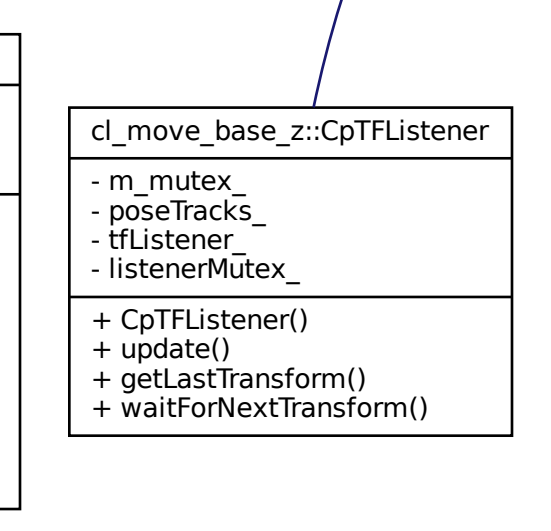 cl_move_base_z::CpTFListener
- m_mutex_
- poseTracks_
- tfListener_
- listenerMutex_
+ CpTFListener()
+ update()
+ getLastTransform()
+ waitForNextTransform()